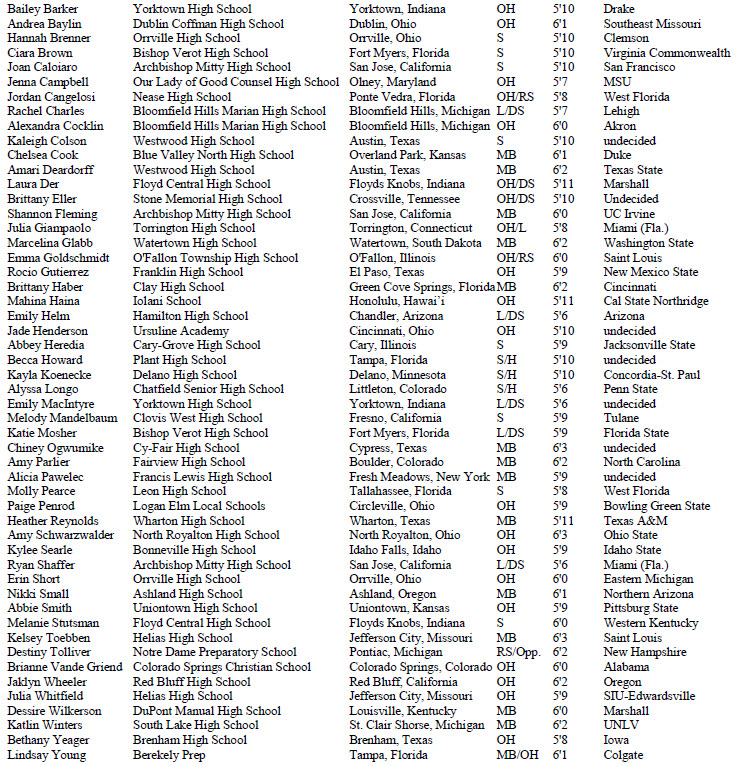 Bailey Barker Yorktown High School Yorktown, Indiana OH 5'10 Drake
Andrea Baylin Dublin Coffman High School Dublin, Ohio OH 6'1 Southeast Missouri
Hannah Brenner Orrville High School Orrville, Ohio S 5'10 Clemson
Ciara Brown Bishop Verot High School Fort Myers, Florida S 5'10 Virginia Commonwealth
Joan Caloiaro Archbishop Mitty High School San Jose, California S 5'10 San Francisco
Jenna Campbell Our Lady of Good Counsel High School Olney, Maryland OH 5'7 MSU
Jordan Cangelosi Nease High School Ponte Vedra, Florida OH/RS 5'8 West Florida
Rachel Charles Bloomfield Hills Marian High School Bloomfield Hills, Michigan L/DS 5'7 Lehigh
Alexandra Cocklin Bloomfield Hills Marian High School Bloomfield Hills, Michigan OH 6'0 Akron
Kaleigh Colson Westwood High School Austin, Texas S 5'10 undecided
Chelsea Cook Blue Valley North High School Overland Park, Kansas MB 6'1 Duke
Amari Deardorff Westwood High School Austin, Texas MB 6'2 Texas State
Laura Der Floyd Central High School Floyds Knobs, Indiana OH/DS 5'11 Marshall
Brittany Eller Stone Memorial High School Crossville, Tennessee OH/DS 5'10 Undecided
Shannon Fleming Archbishop Mitty High School San Jose, California MB 6'0 UC Irvine
Julia Giampaolo Torrington High School Torrington, Connecticut OH/L 5'8 Miami (Fla.)
Marcelina Glabb Watertown High School Watertown, South Dakota MB 6'2 Washington State
Emma Goldschmidt O'Fallon Township High School O'Fallon, Illinois OH/RS 6'0 Saint Louis
Rocio Gutierrez Franklin High School El Paso, Texas OH 5'9 New Mexico State
Brittany Haber Clay High School Green Cove Springs, Florida MB 6'2 Cincinnati
Mahina Haina Iolani School Honolulu, Hawai`i OH 5'11 Cal State Northridge
Emily Helm Hamilton High School Chandler, Arizona L/DS 5'6 Arizona
Jade Henderson Ursuline Academy Cincinnati, Ohio OH 5'10 undecided
Abbey Heredia Cary-Grove High School Cary, Illinois S 5'9 Jacksonville State
Becca Howard Plant High School Tampa, Florida S/H 5'10 undecided
Kayla Koenecke Delano High School Delano, Minnesota S/H 5'10 Concordia-St. Paul
Alyssa Longo Chatfield Senior High School Littleton, Colorado S/H 5'6 Penn State
Emily MacIntyre Yorktown High School Yorktown, Indiana L/DS 5'6 undecided
Melody Mandelbaum Clovis West High School Fresno, California S 5'9 Tulane
Katie Mosher Bishop Verot High School Fort Myers, Florida L/DS 5'9 Florida State
Chiney Ogwumike Cy-Fair High School Cypress, Texas MB 6'3 undecided
Amy Parlier Fairview High School Boulder, Colorado MB 6'2 North Carolina
Alicia Pawelec Francis Lewis High School Fresh Meadows, New York MB 5'9 undecided
Molly Pearce Leon High School Tallahassee, Florida S 5'8 West Florida
Paige Penrod Logan Elm Local Schools Circleville, Ohio OH 5'9 Bowling Green State
Heather Reynolds Wharton High School Wharton, Texas MB 5'11 Texas A&M
Amy Schwarzwalder North Royalton High School North Royalton, Ohio OH 6'3 Ohio State
Kylee Searle Bonneville High School Idaho Falls, Idaho OH 5'9 Idaho State
Ryan Shaffer Archbishop Mitty High School San Jose, California L/DS 5'6 Miami (Fla.)
Erin Short Orrville High School Orrville, Ohio OH 6'0 Eastern Michigan
Nikki Small Ashland High School Ashland, Oregon MB 6'1 Northern Arizona
Abbie Smith Uniontown High School Uniontown, Kansas OH 5'9 Pittsburg State
Melanie Stutsman Floyd Central High School Floyds Knobs, Indiana S 6'0 Western Kentucky
Kelsey Toebben Helias High School Jefferson City, Missouri MB 6'3 Saint Louis
Destiny Tolliver Notre Dame Preparatory School Pontiac, Michigan RS/Opp. 6'2 New Hampshire
Brianne Vande Griend Colorado Springs Christian School Colorado Springs, Colorado OH 6'0 Alabama
Jaklyn Wheeler Red Bluff High School Red Bluff, California OH 6'2 Oregon
Julia Whitfield Helias High School Jefferson City, Missouri OH 5'9 SIU-Edwardsville
Dessire Wilkerson DuPont Manual High School Louisville, Kentucky MB 6'0 Marshall
Katlin Winters South Lake High School St. Clair Shorse, Michigan MB 6'2 UNLV
Bethany Yeager Brenham High School Brenham, Texas OH 5'8 Iowa
Lindsay Young Berekely Prep Tampa, Florida MB/OH 6'1 Colgate